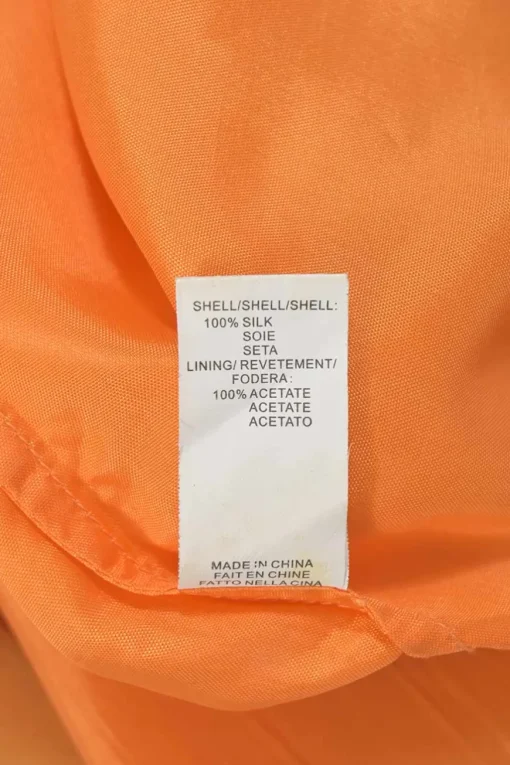 SHELL/SHELL/SHELL:
100% SILK
SOIE
SETA
LINING/ REVETEMENT/
FODERA:
100% ACETATE
ACETATE
ACETATO
MADE IN CHINA
FAIT EN CHINE
FATTO NELLA CINA